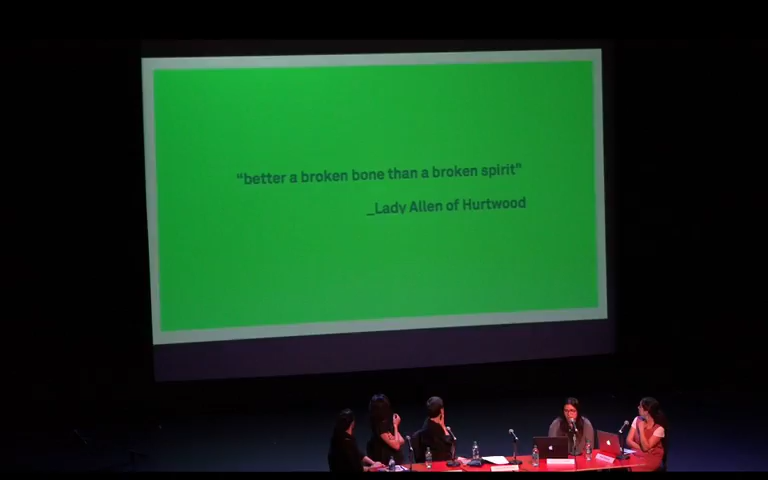 “better a broken bone than a broken spirit”
_Lady Allen of Hurtwood